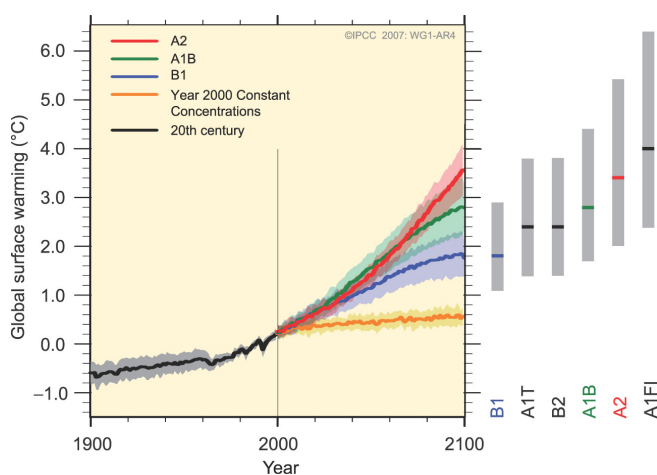 ©IPCC 2007: WG1-AR4
A2
A1B
B1
Year 2000 Constant
Concentrations
20th century
Global surface warming (°C)
6.0
5.0
4.0
3.0
2.0
1.0
0.0
–1.0
1900
2000
2100
Year
B1
A1T
B2
A1B
A2
A1FI